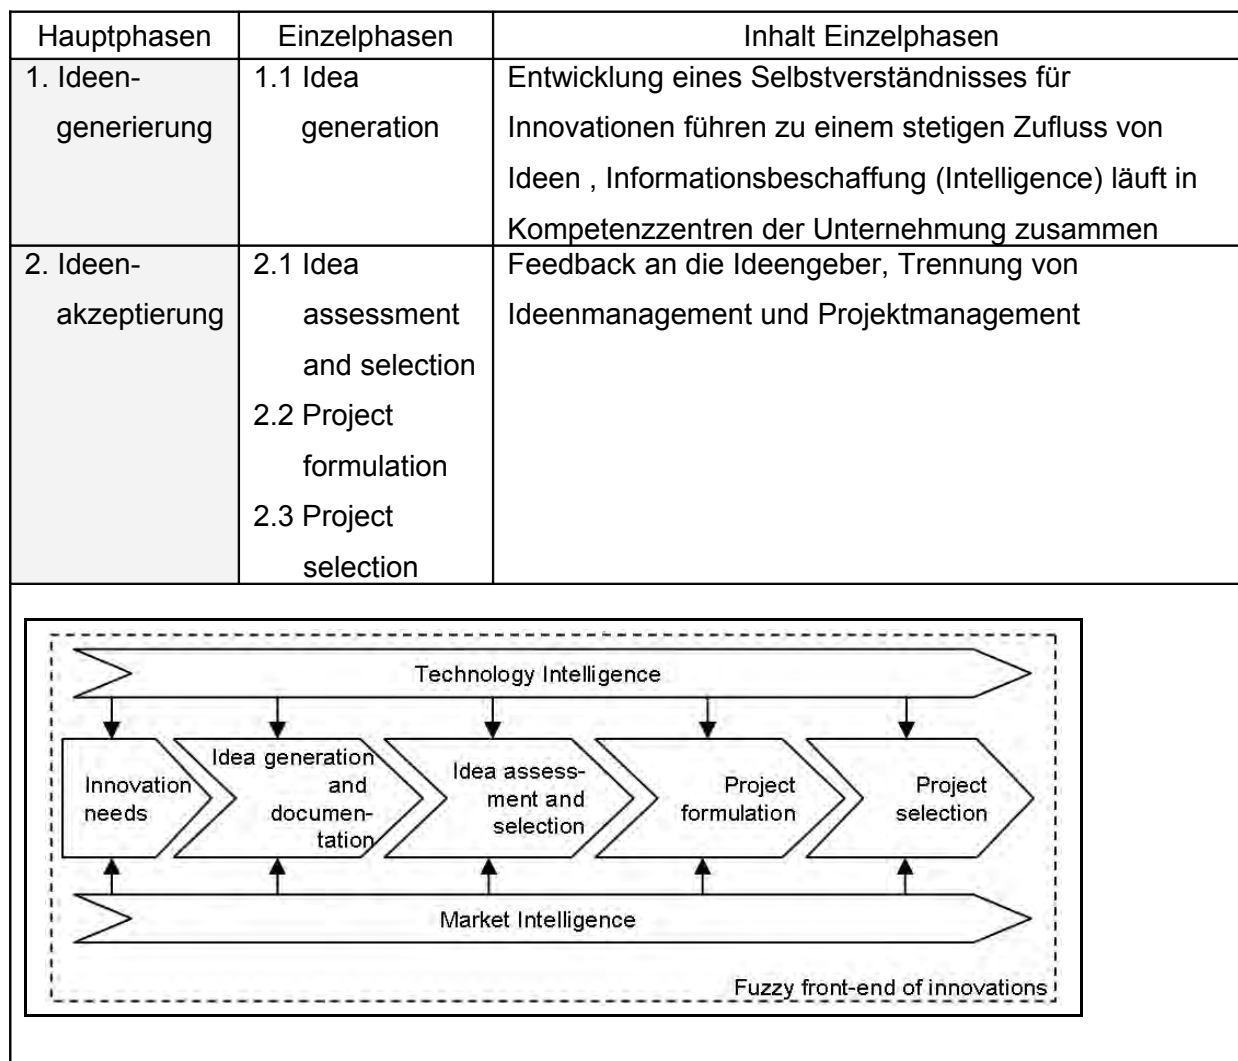 Hauptphasen Einzelphasen Inhalt Einzelphasen
1. Ideen-
generierung
1.1 Idea
generation
Entwicklung eines Selbstverständnisses für
Innovationen führen zu einem stetigen Zufluss von
Ideen , Informationsbeschaffung (Intelligence) läuft in
Kompetenzzentren der Unternehmung zusammen
2. Ideen-
akzeptierung
2.1 Idea
assessment
and selection
2.2 Project
formulation
2.3 Project
selection
Feedback an die Ideengeber, Trennung von
Ideenmanagement und Projektmanagement
Technology Intelligence
Innovation
needs
Idea generation
and
documen-
tation
Idea assess-
ment and
selection
Project
formulation
Project
selection
Market Intelligence
Fuzzy front-end of innovations